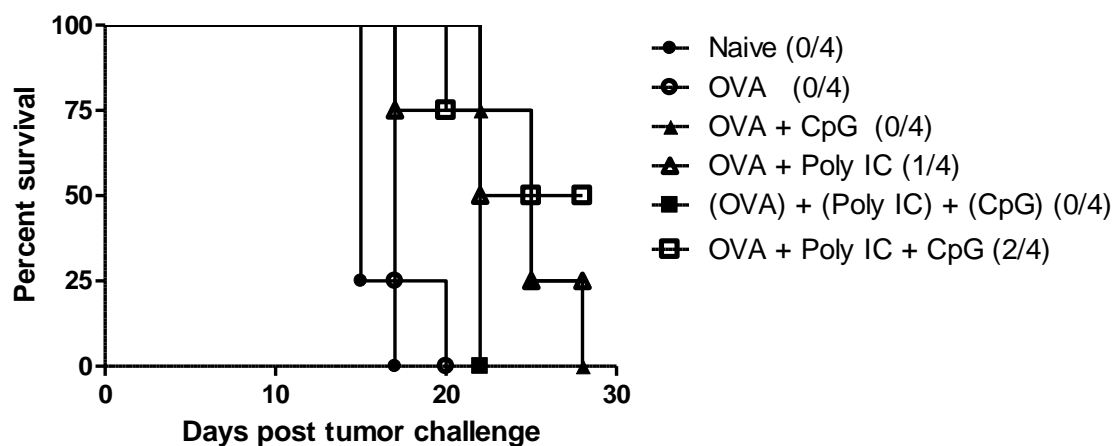 100
75
50
25
0
Percent survival
0 10 20 30
Days post tumor challenge
Naive (0/4)
OVA (0/4)
OVA + CpG (0/4)
OVA + Poly IC (1/4)
(OVA) + (Poly IC) + (CpG) (0/4)
OVA + Poly IC + CpG (2/4)